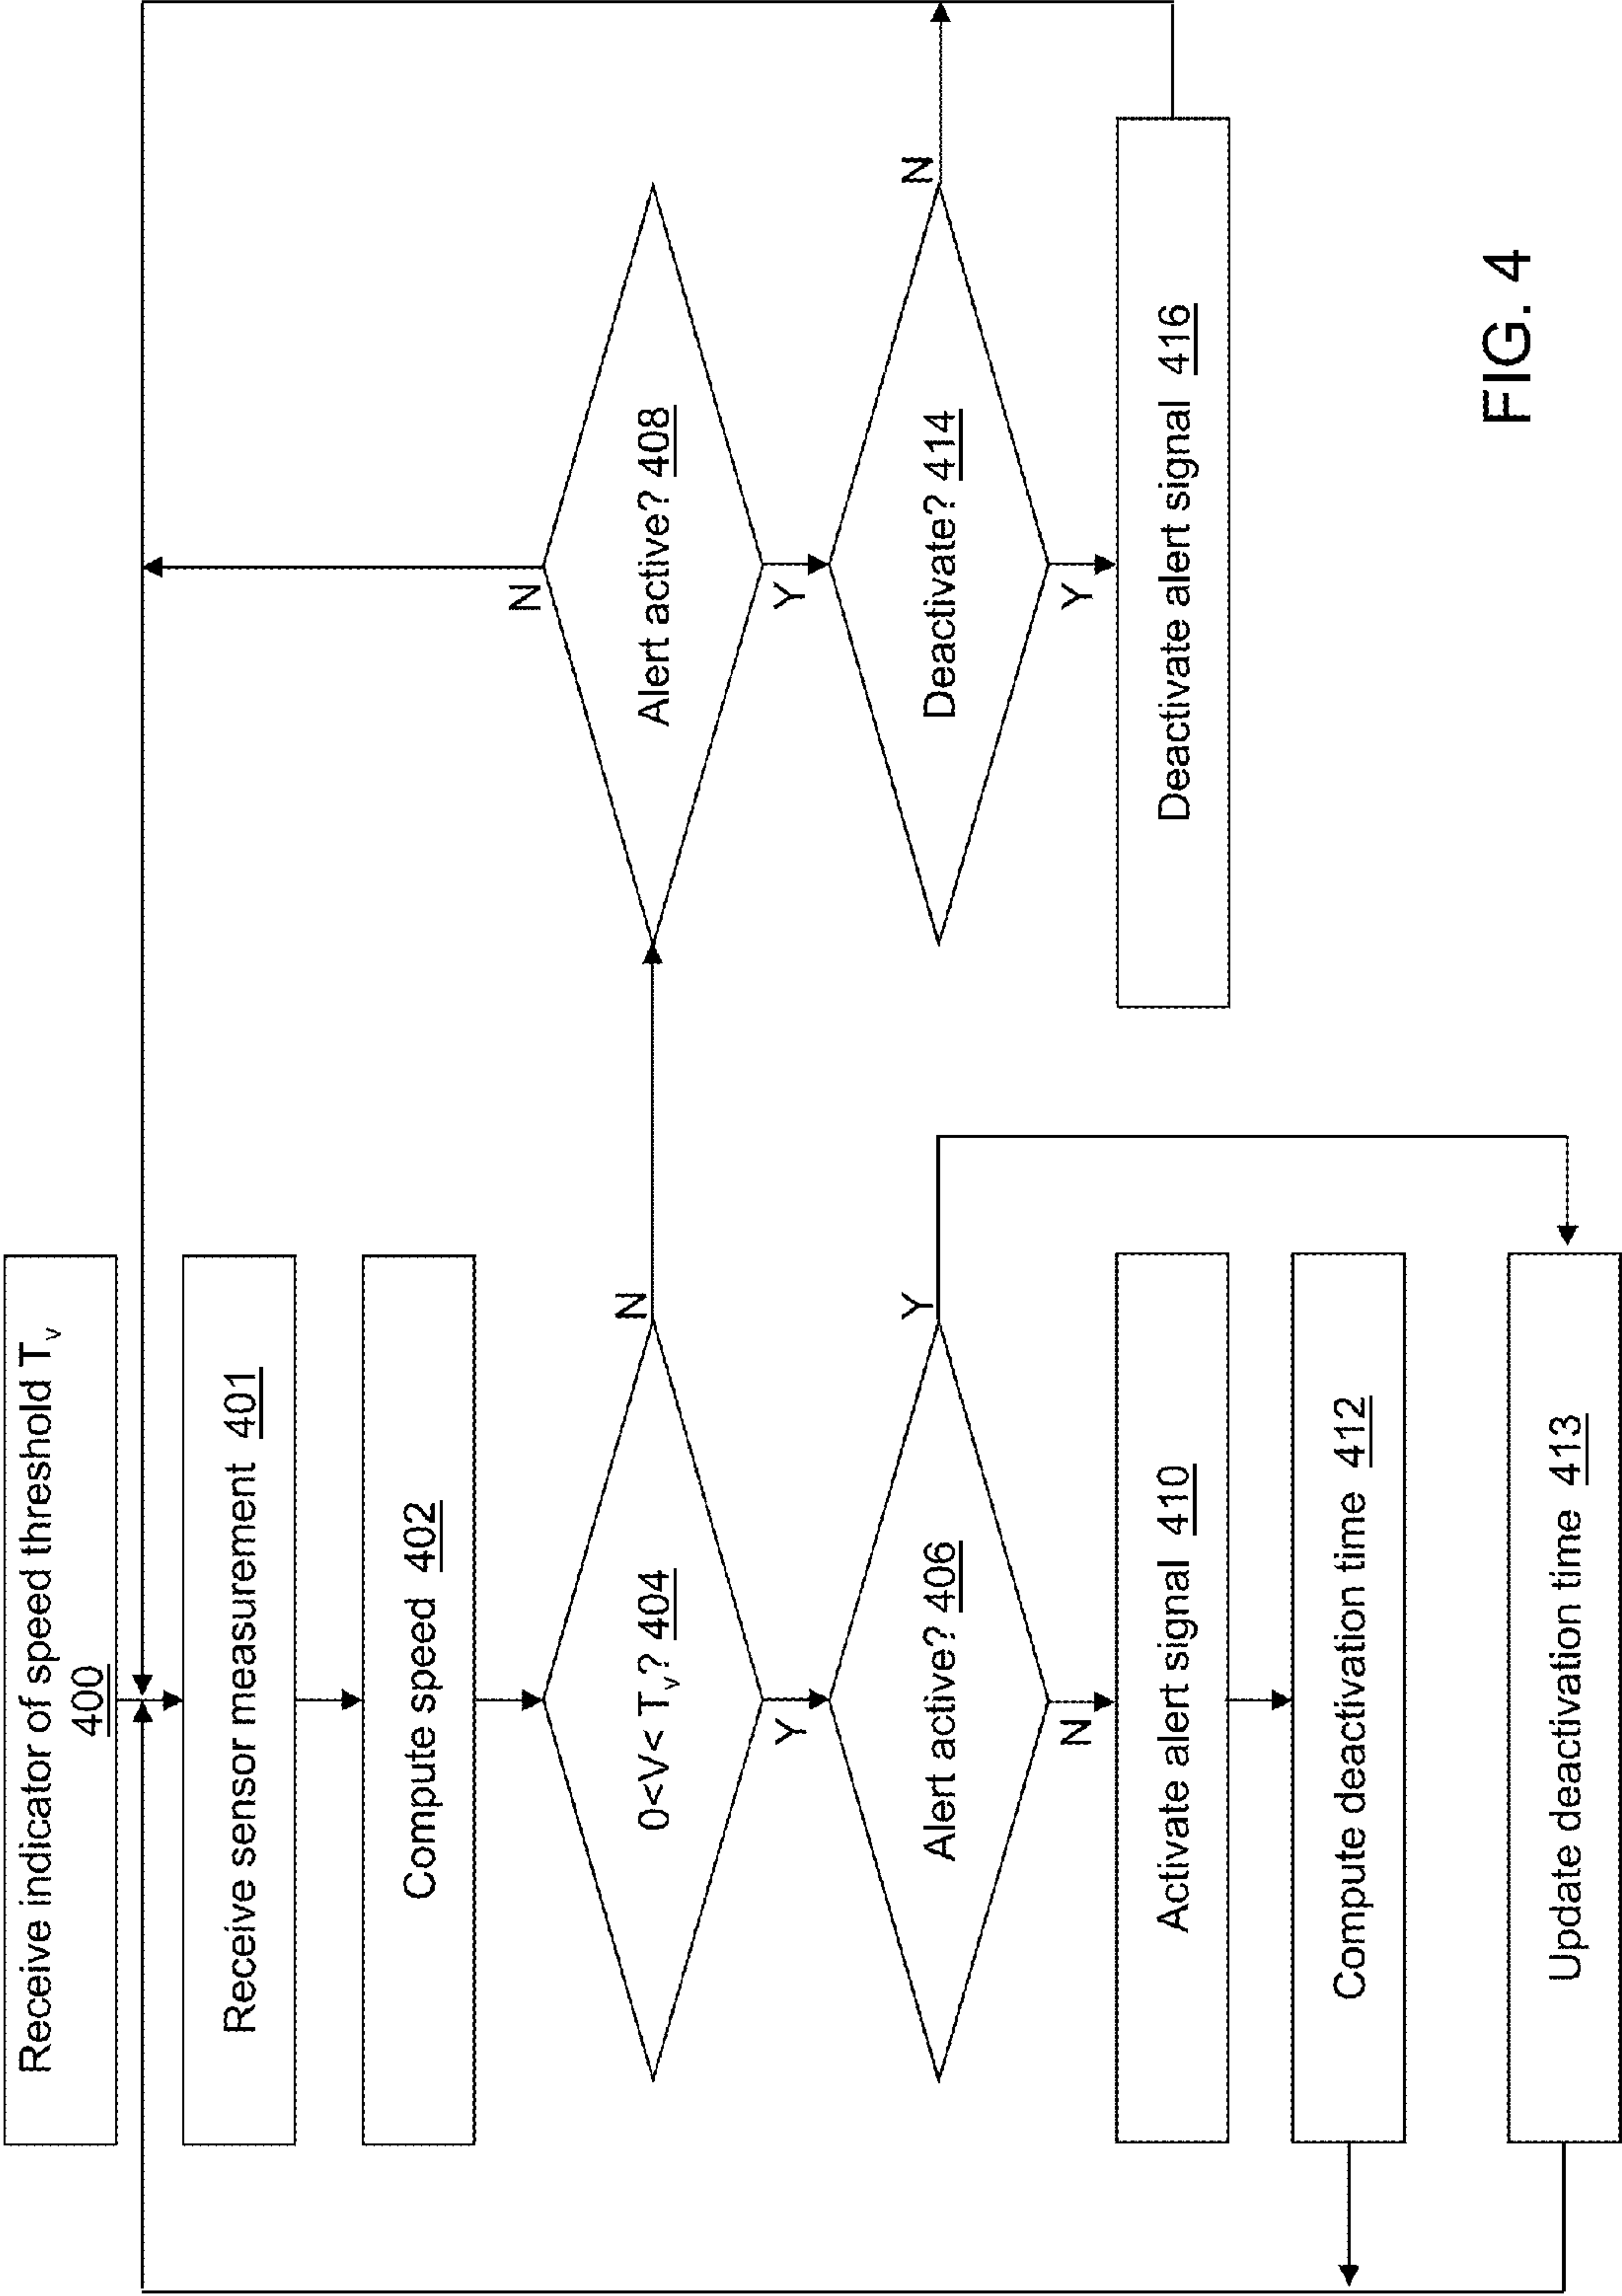 Receive indicator of speed threshold Tv
400
Receive sensor measurement 401
Compute speed 402
0<V< Tv? 404
N
Y
Alert active? 408
N
Y
Alert active? 406
Y
N
Deactivate? 414
N
Y
Activate alert signal 410
Deactivate alert signal 416
Compute deactivation time 412
Update deactivation time 413
FIG. 4